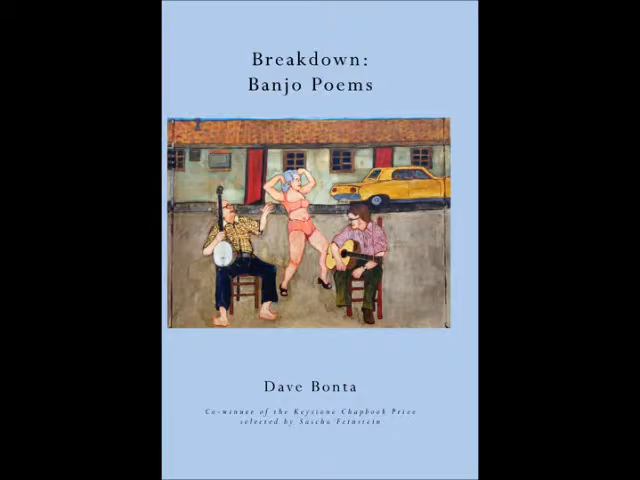 Breakdown:
Banjo Poems
Dave Bonta
Co-winner of the Keystone Chapbook Prize
selected by Sascha Feinstein